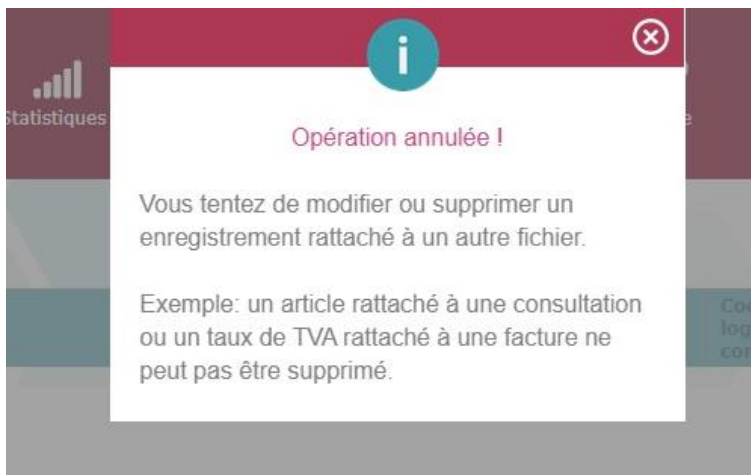 Statistiques
Opération annulée !
Vous tentez de modifier ou supprimer un
enregistrement rattaché à un autre fichier.
Exemple: un article rattaché à une consultation
ou un taux de TVA rattaché à une facture ne
peut pas être supprimé.